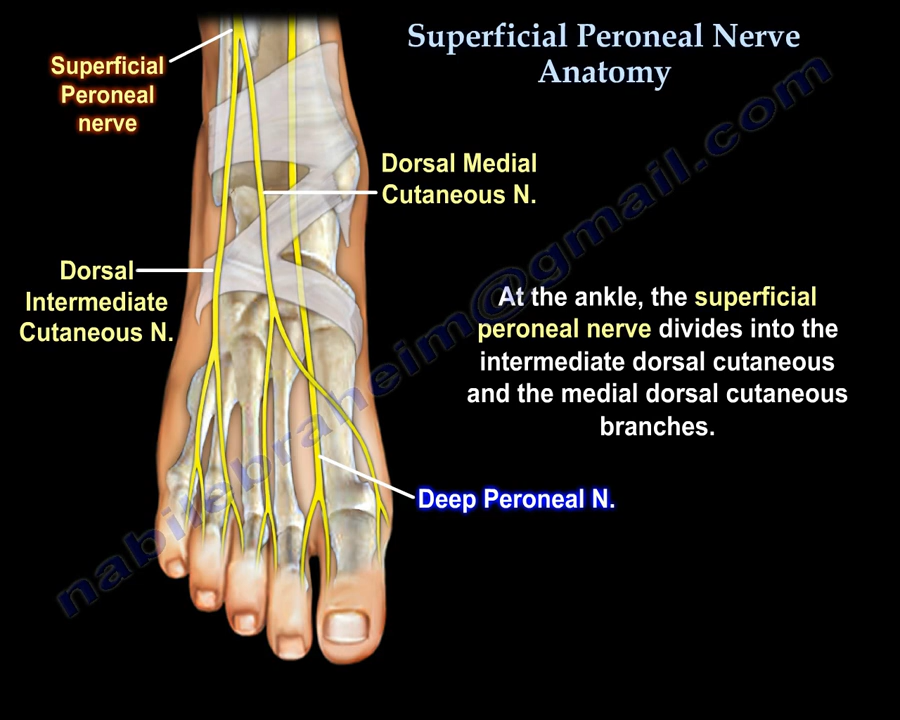 Superficial Peroneal Nerve
Anatomy
Superficial
Peroneal
nerve
Dorsal Medial
Cutaneous N.
Dorsal
Intermediate
Cutaneous N.
At the ankle, the superficial
peroneal nerve divides into the
intermediate dorsal cutaneous
and the medial dorsal cutaneous
branches.
Deep Peroneal N.
nabilabraheim@gmail.com